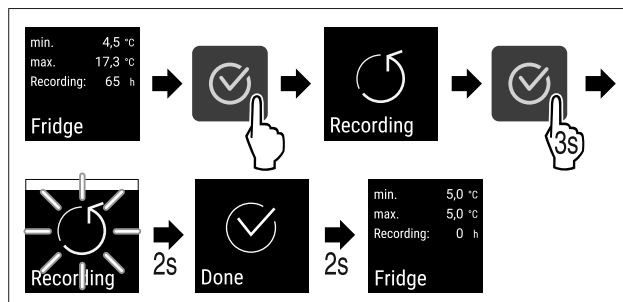 min. 4,5 °C
max. 17,3 °C
Recording: 65 h
Fridge
Recording
3s
Recording
2s
Done
2s
min. 5,0 °C
max. 5,0 °C
Recording: 0 h
Fridge